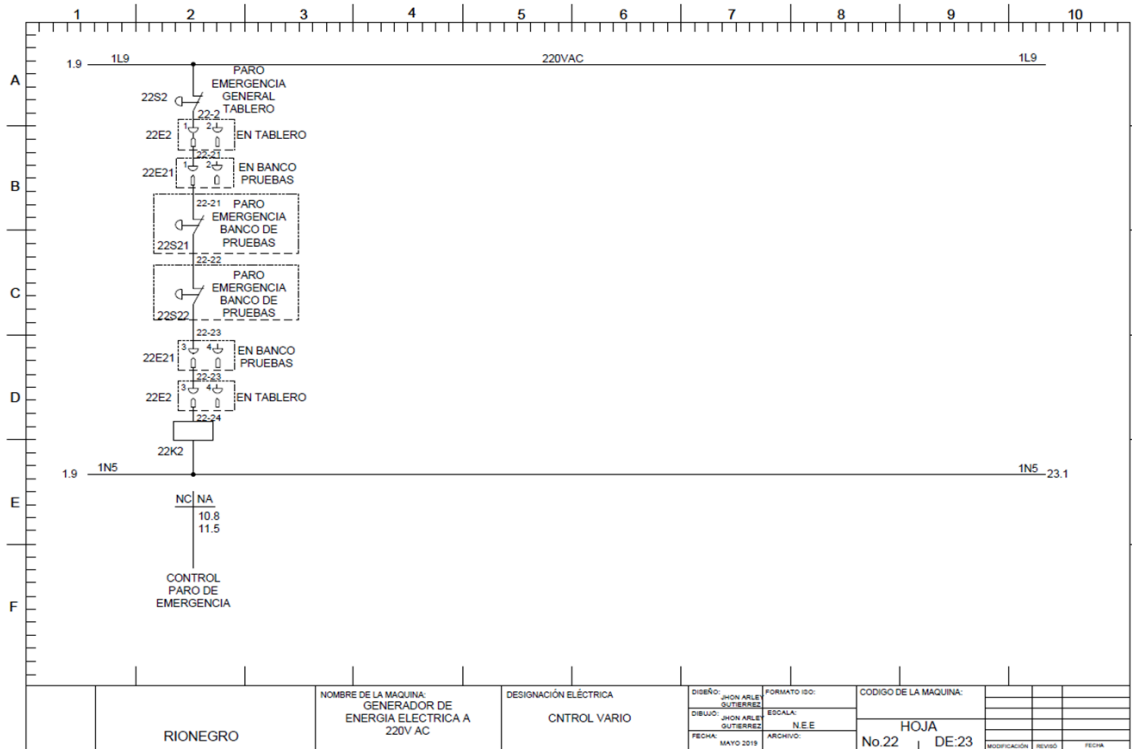 1 2 3 4 5 6 7 8 9 10
A
1.9 1L9 220VAC 1L9
PARO
EMERGENCIA
GENERAL
TABLERO
22S2
22-2
22E2 1 2 EN TABLERO
22-21
B
22E21 1 2 EN BANCO
PRUEBAS
22-21 PARO
EMERGENCIA
BANCO DE
PRUEBAS
22S21
22-22
C
PARO
EMERGENCIA
BANCO DE
PRUEBAS
22S22
22-23
22E21 3 4 EN BANCO
PRUEBAS
22-23
D
22E2 3 4 EN TABLERO
22-24
22K2
1.9 1N5 1N5 23.1
E
NC NA
10.8
11.5
CONTROL
PARO DE
EMERGENCIA
F
RIONEGRO
NOMBRE DE LA MAQUINA:
GENERADOR DE
ENERGIA ELECTRICA A
220V AC
DESIGNACIÓN ELÉCTRICA
CNTROL VARIO
DISEÑO: JHON ARLEY
GUTIERREZ
DIBUJO: JHON ARLEY
GUTIERREZ
FECHA:
MAYO 2019
FORMATO ISO:
ESCALA:
N.E.E
ARCHIVO:
CODIGO DE LA MAQUINA:
HOJA
No.22 DE:23
MODIFICACIÓN REVISÓ FECHA